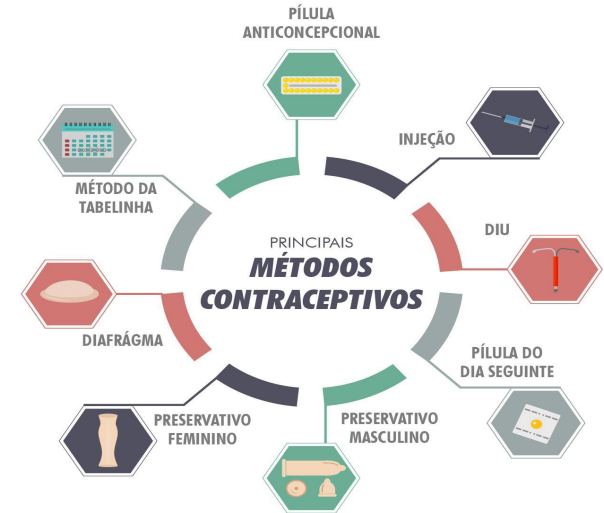 PÍLULA
ANTICONCEPCIONAL
INJEÇÃO
DIU
PÍLULA DO
DIA SEGUINTE
PRESERVATIVO
MASCULINO
PRESERVATIVO
FEMININO
DIAFRÁGMA
MÉTODO DA
TABELINHA
PRINCIPAIS
MÉTODOS
CONTRACEPTIVOS